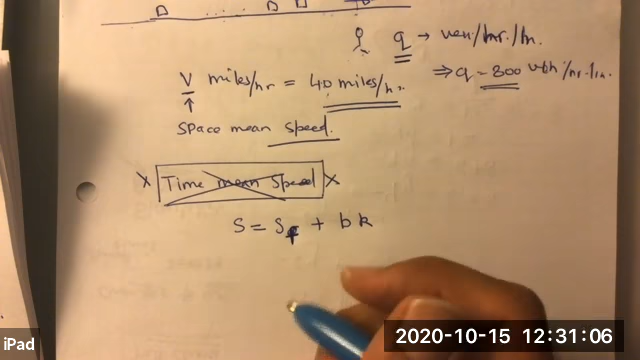 q → veh/hr/ln.
V miles/hr = 40 miles/hr.
⇒ q = 800 veh/hr-ln.
↑
Space mean speed.
X Time mean Speed X
S = Sf + bk
iPad
2020-10-15 12:31:06